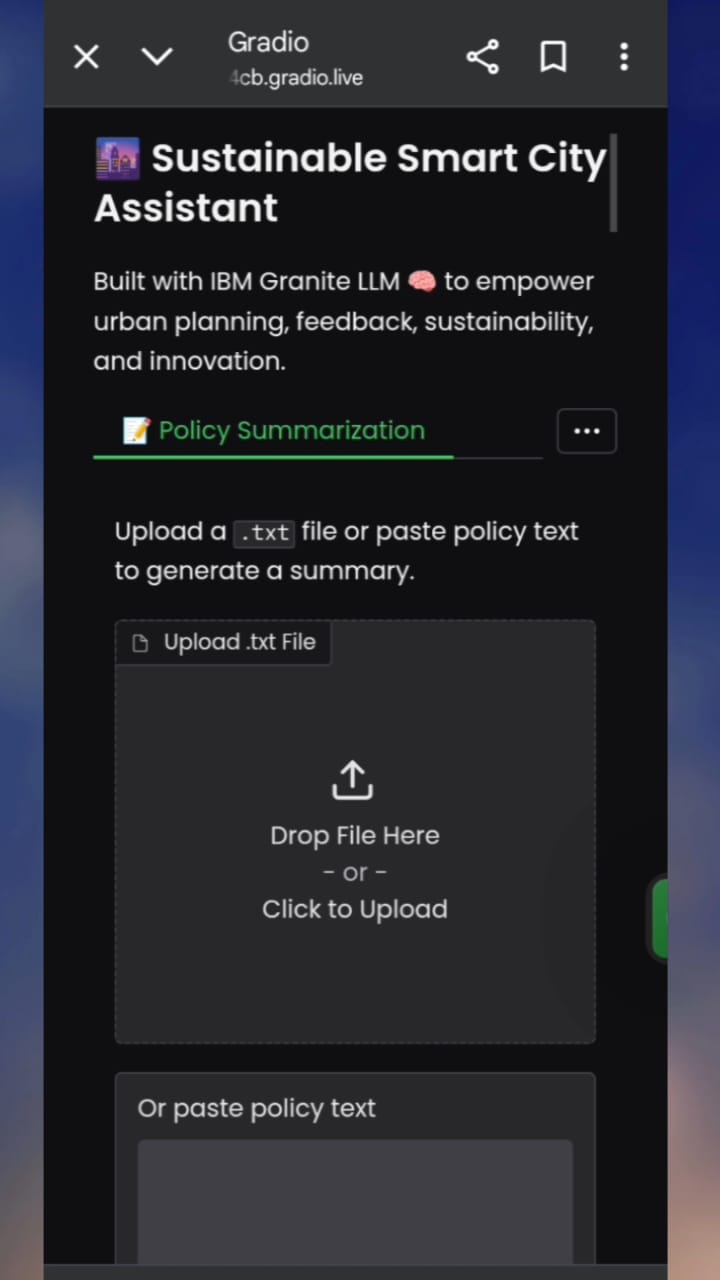 Gradio
4cb.gradio.live
Sustainable Smart City
Assistant
Built with IBM Granite LLM 🧠 to empower
urban planning, feedback, sustainability,
and innovation.
📝 Policy Summarization
Upload a .txt file or paste policy text
to generate a summary.
Upload .txt File
Drop File Here
- or -
Click to Upload
Or paste policy text